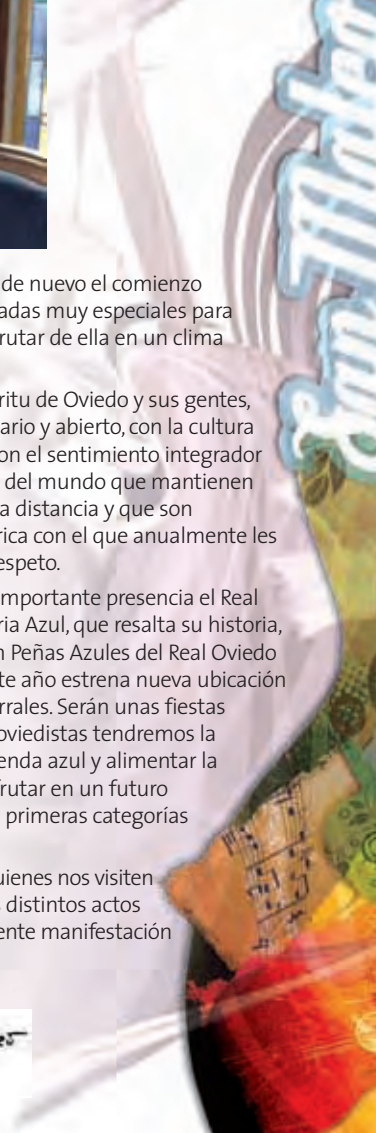 de nuevo el comienzo
adas muy especiales para
rutar de ella en un clima
ritu de Oviedo y sus gentes,
ario y abierto, con la cultura
on el sentimiento integrador
del mundo que mantienen
a distancia y que son
rica con el que anualmente les
espeto.
mportante presencia el Real
ria Azul, que resalta su historia,
n Peñas Azules del Real Oviedo
te año estrena nueva ubicación
rrales. Serán unas fiestas
oviedistas tendremos la
enda azul y alimentar la
frutar en un futuro
primeras categorías
uienes nos visiten
s distintos actos
ente manifestación
San Mateo